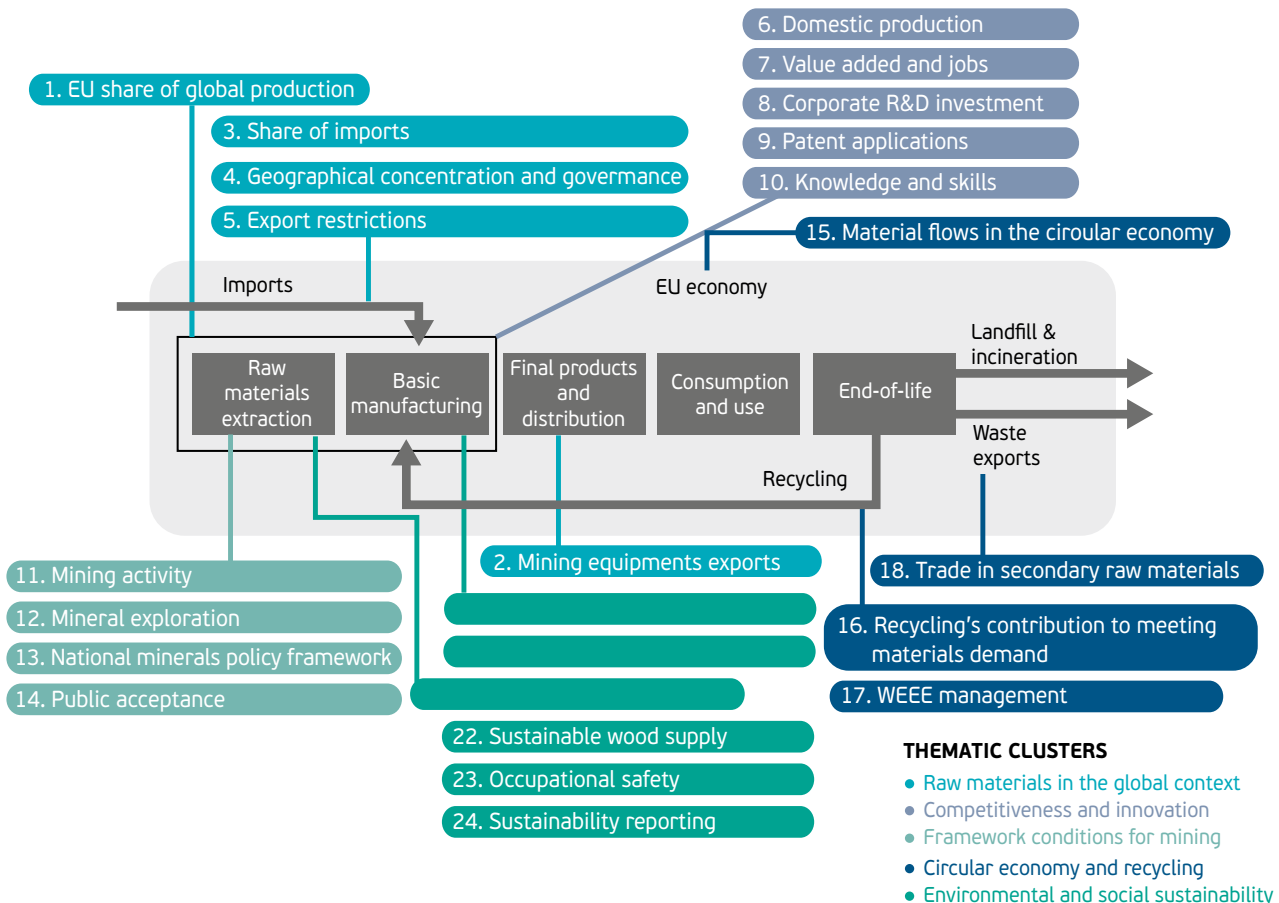 6. Domestic production
7. Value added and jobs
1. EU share of global production
8. Corporate R&D investment
3. Share of imports
9. Patent applications
4. Geographical concentration and govermance
10. Knowledge and skills
5. Export restrictions
15. Material flows in the ciroular economy
Imports
EU economy
Landfill &
incineration
Raw
materials
extraction
Basic
manufacturing
Final products
and
distribution
Consumption
and use
End-of-life
Waste
exports
Recycling
2. Mining equipments exports
18. Trade in secondary raw materials
11. Mining activity
12. Mineral exploration
13. National minerals policy framework
14. Public acceptance
16. Recycling's contribution to meeting
materials demand
17. WEEE management
22. Sustainable wood supply
23. Occupational safety
24. Sustainability reporting
THEMATIC CLUSTERS
• Raw materials in the global context
• Competitiveness and innovation
• Framework conditions for mining
• Circular economy and recycling
• Environmental and social sustainability